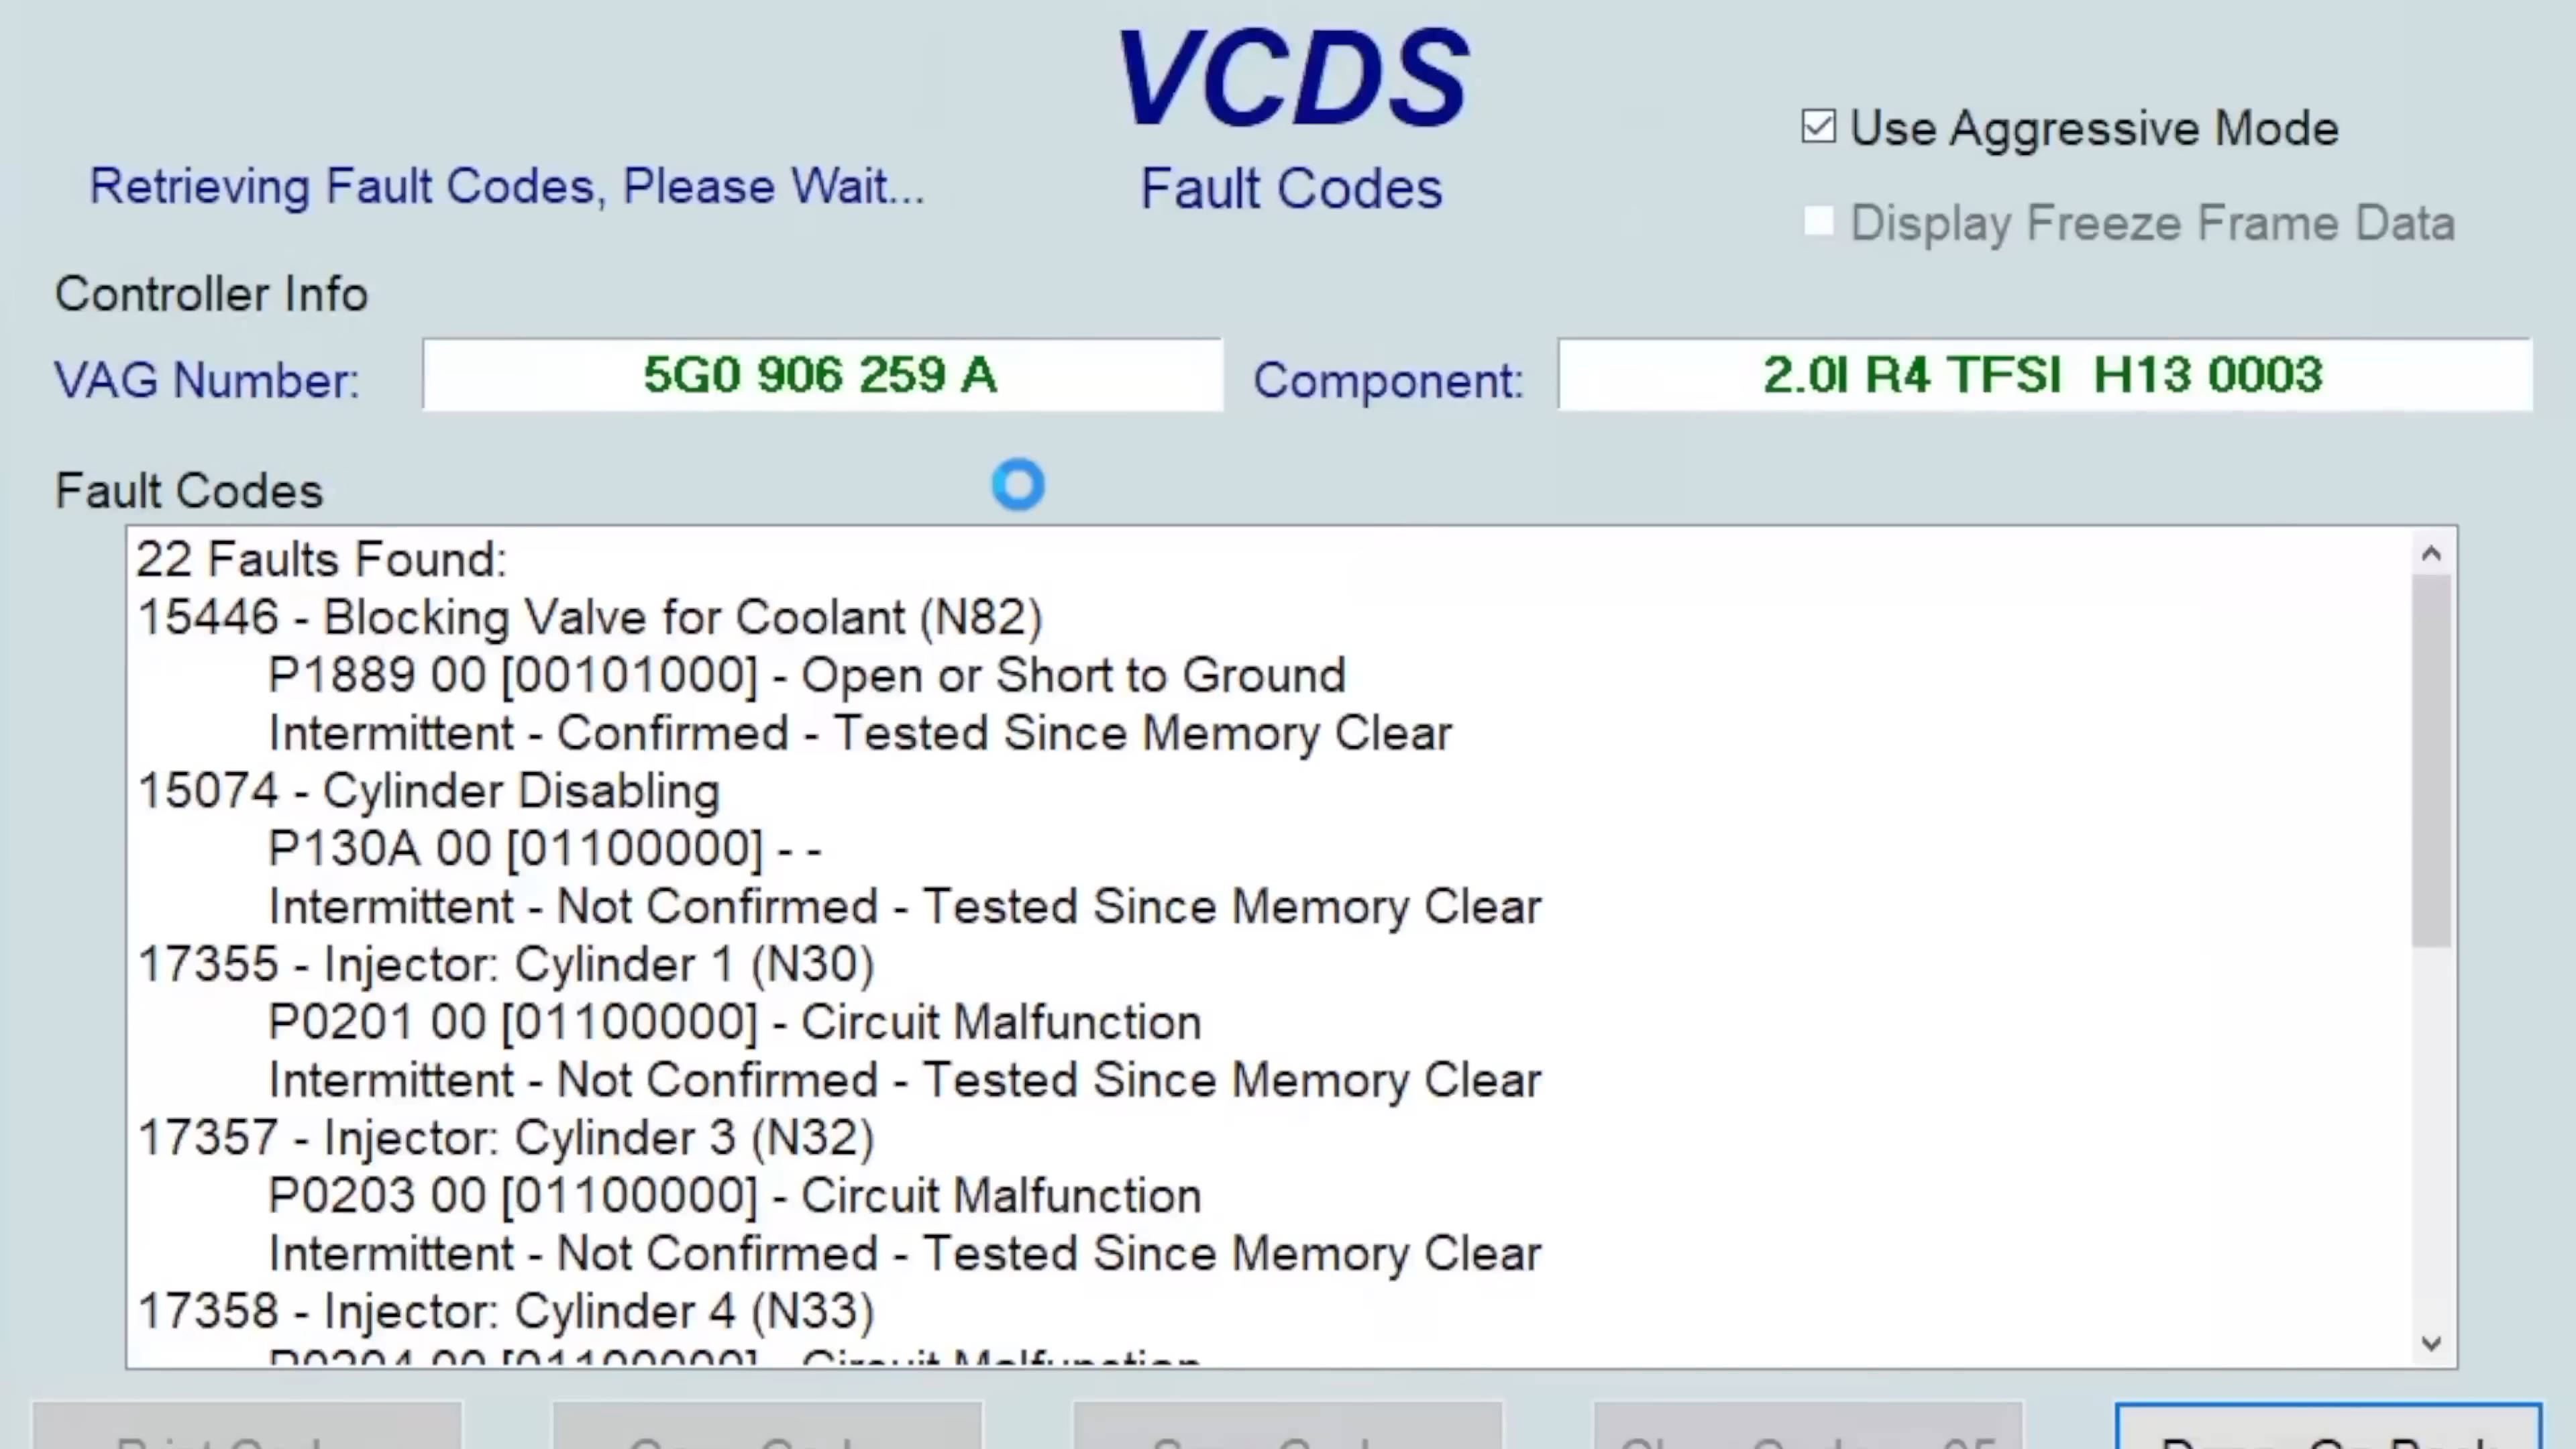 VCDS
Use Aggressive Mode
Retrieving Fault Codes, Please Wait...
Fault Codes
Display Freeze Frame Data
Controller Info
VAG Number:
5G0 906 259 A
Component:
2.0l R4 TFSI  H13 0003
Fault Codes
22 Faults Found:
15446 - Blocking Valve for Coolant (N82)
P1889 00 [00101000] - Open or Short to Ground
Intermittent - Confirmed - Tested Since Memory Clear
15074 - Cylinder Disabling
P130A 00 [01100000] - -
Intermittent - Not Confirmed - Tested Since Memory Clear
17355 - Injector: Cylinder 1 (N30)
P0201 00 [01100000] - Circuit Malfunction
Intermittent - Not Confirmed - Tested Since Memory Clear
17357 - Injector: Cylinder 3 (N32)
P0203 00 [01100000] - Circuit Malfunction
Intermittent - Not Confirmed - Tested Since Memory Clear
17358 - Injector: Cylinder 4 (N33)
P0204 00 [01100000] - Circuit Malfunction